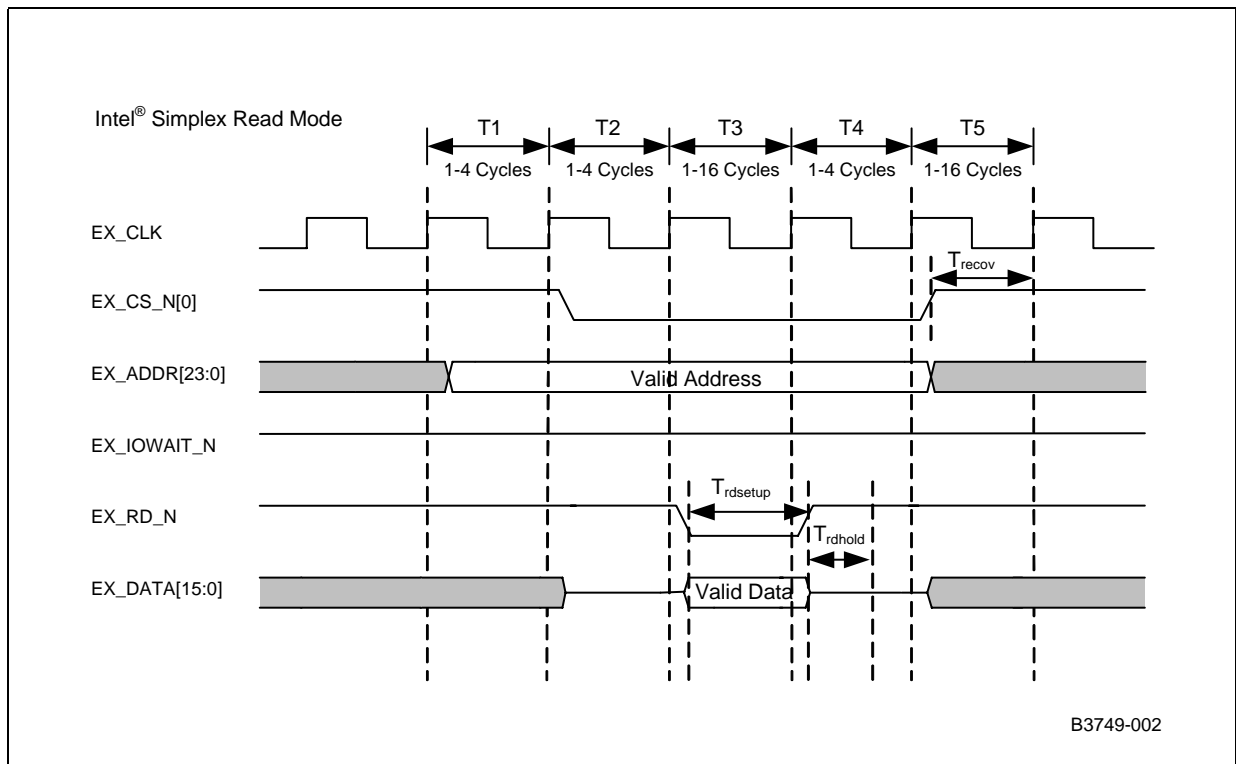 Intel® Simplex Read Mode
T1 T2 T3 T4 T5
1-4 Cycles 1-4 Cycles 1-16 Cycles 1-4 Cycles 1-16 Cycles
EX_CLK
Trecov
EX_CS_N[0]
EX_ADDR[23:0] Valid Address
EX_IOWAIT_N
Trdsetup
EX_RD_N
Trdhold
EX_DATA[15:0] Valid Data
B3749-002